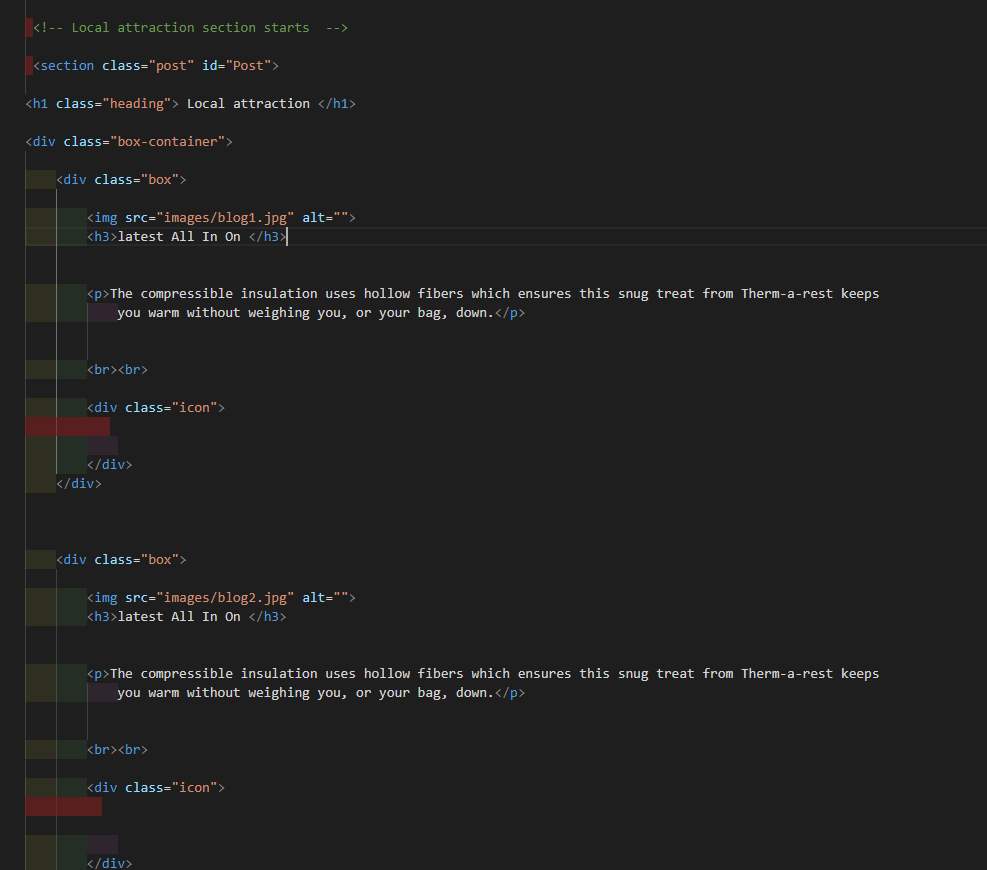 <!-- Local attraction section starts  -->
<section class="post" id="Post">
<h1 class="heading"> Local attraction </h1>
<div class="box-container">
<div class="box">
<img src="images/blog1.jpg" alt="">
<h3>latest All In On </h3>
<p>The compressible insulation uses hollow fibers which ensures this snug treat from Therm-a-rest keeps
you warm without weighing you, or your bag, down.</p>
<br><br>
<div class="icon">
</div>
</div>
<div class="box">
<img src="images/blog2.jpg" alt="">
<h3>latest All In On </h3>
<p>The compressible insulation uses hollow fibers which ensures this snug treat from Therm-a-rest keeps
you warm without weighing you, or your bag, down.</p>
<br><br>
<div class="icon">
</div>